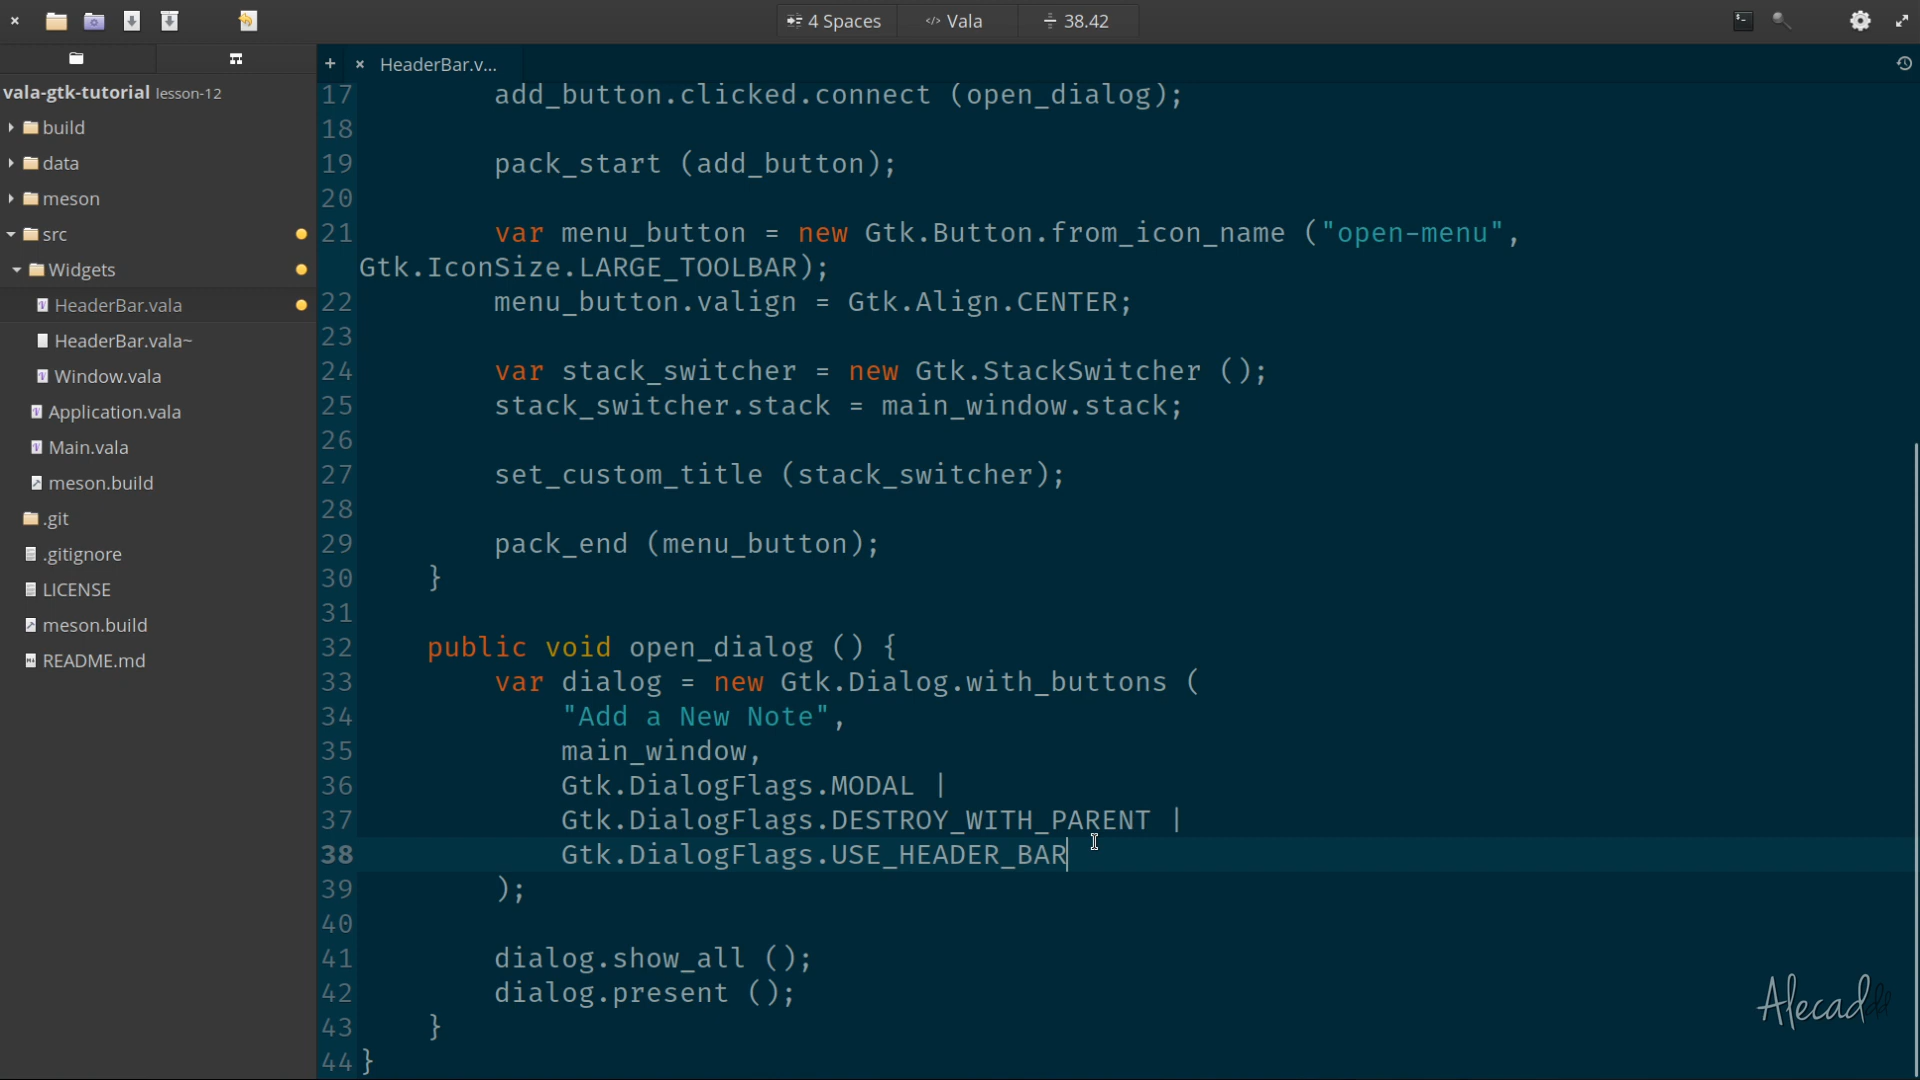 4 Spaces
</> Vala
38.42
vala-gtk-tutorial lesson-12
build
data
meson
src
Widgets
HeaderBar.vala
HeaderBar.vala~
Window.vala
Application.vala
Main.vala
meson.build
.git
.gitignore
LICENSE
meson.build
README.md
+ × HeaderBar.v...
17 add_button.clicked.connect (open_dialog);
18
19 pack_start (add_button);
20
21 var menu_button = new Gtk.Button.from_icon_name ("open-menu",
Gtk.IconSize.LARGE_TOOLBAR);
22 menu_button.valign = Gtk.Align.CENTER;
23
24 var stack_switcher = new Gtk.StackSwitcher ();
25 stack_switcher.stack = main_window.stack;
26
27 set_custom_title (stack_switcher);
28
29 pack_end (menu_button);
30 }
31
32 public void open_dialog () {
33 var dialog = new Gtk.Dialog.with_buttons (
34 "Add a New Note",
35 main_window,
36 Gtk.DialogFlags.MODAL |
37 Gtk.DialogFlags.DESTROY_WITH_PARENT |
38 Gtk.DialogFlags.USE_HEADER_BAR
39 );
40
41 dialog.show_all ();
42 dialog.present ();
43 }
44 }
Alecaddd